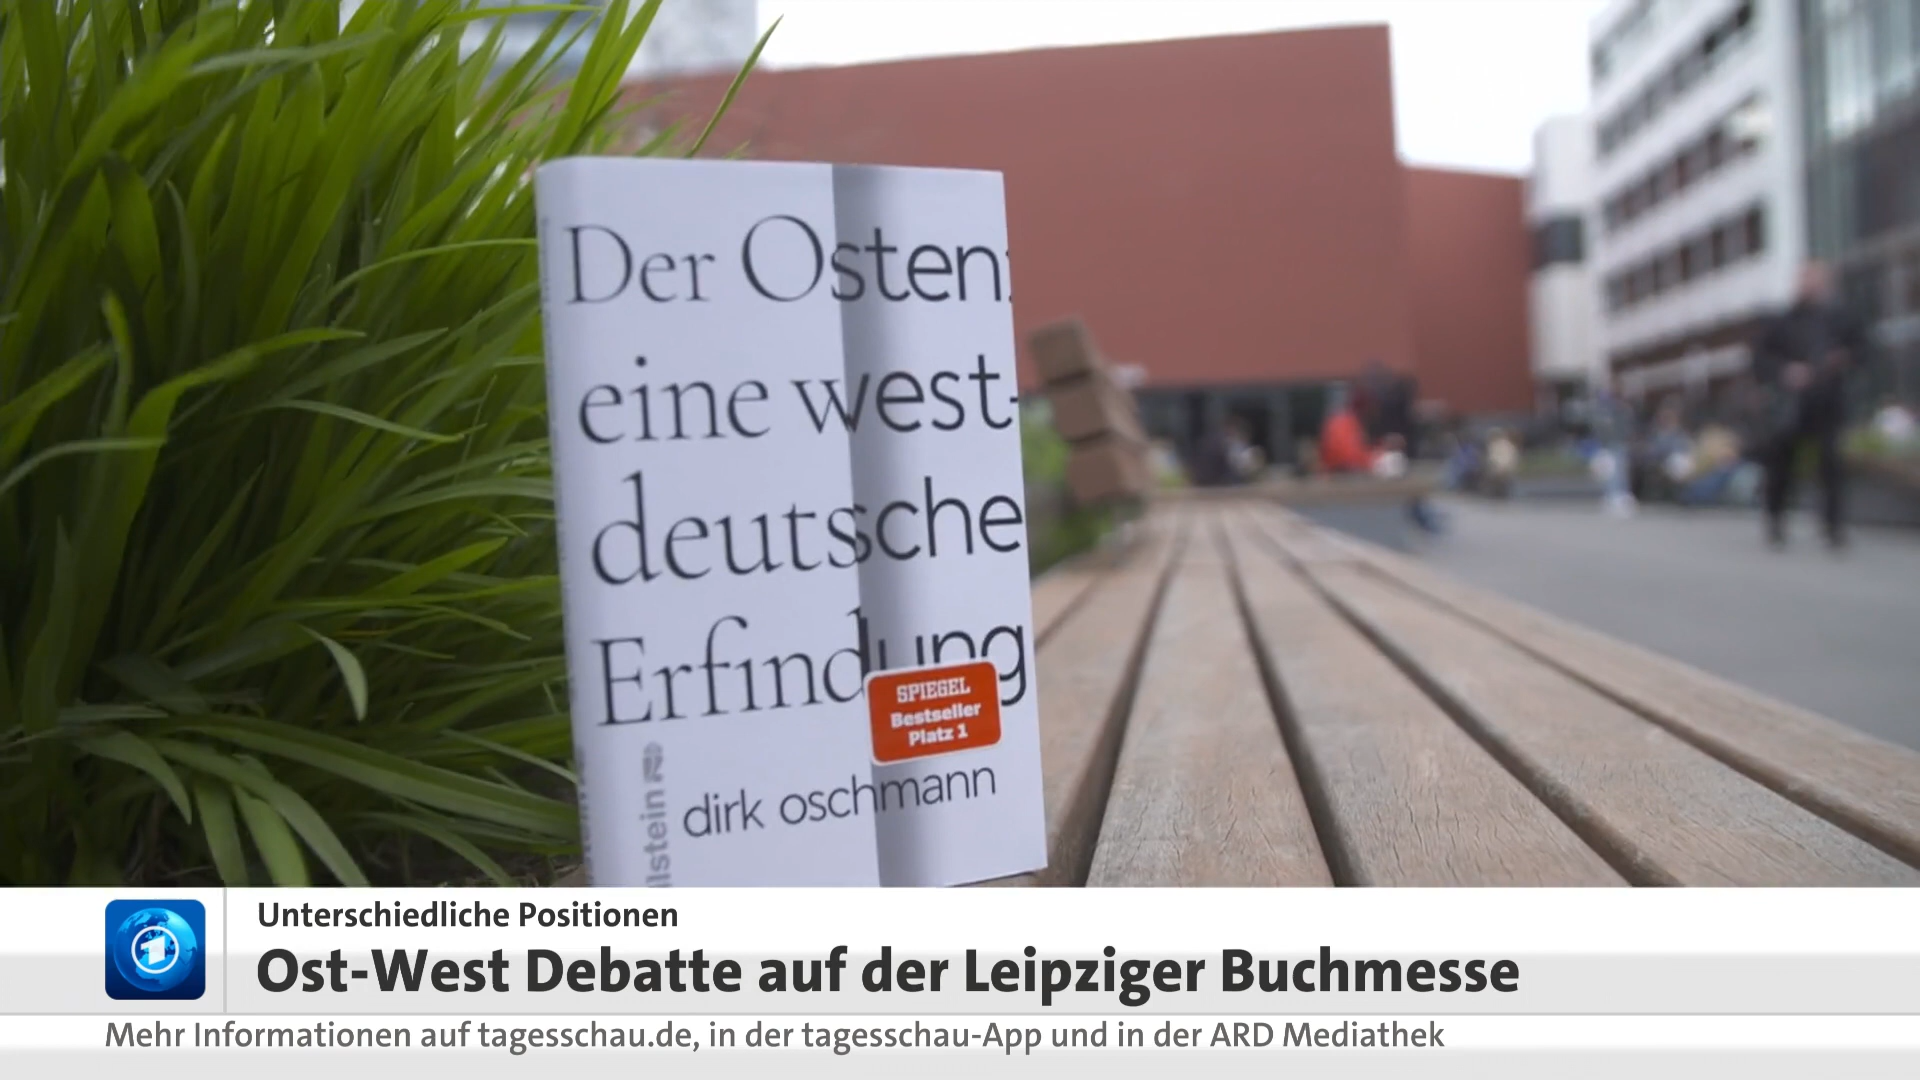 Der Osten:
eine west-
deutsche
Erfindung
SPIEGEL
Bestseller
Platz 1
dirk oschmann
Unterschiedliche Positionen
1
Ost-West Debatte auf der Leipziger Buchmesse
Mehr Informationen auf tagesschau.de, in der tagesschau-App und in der ARD Mediathek